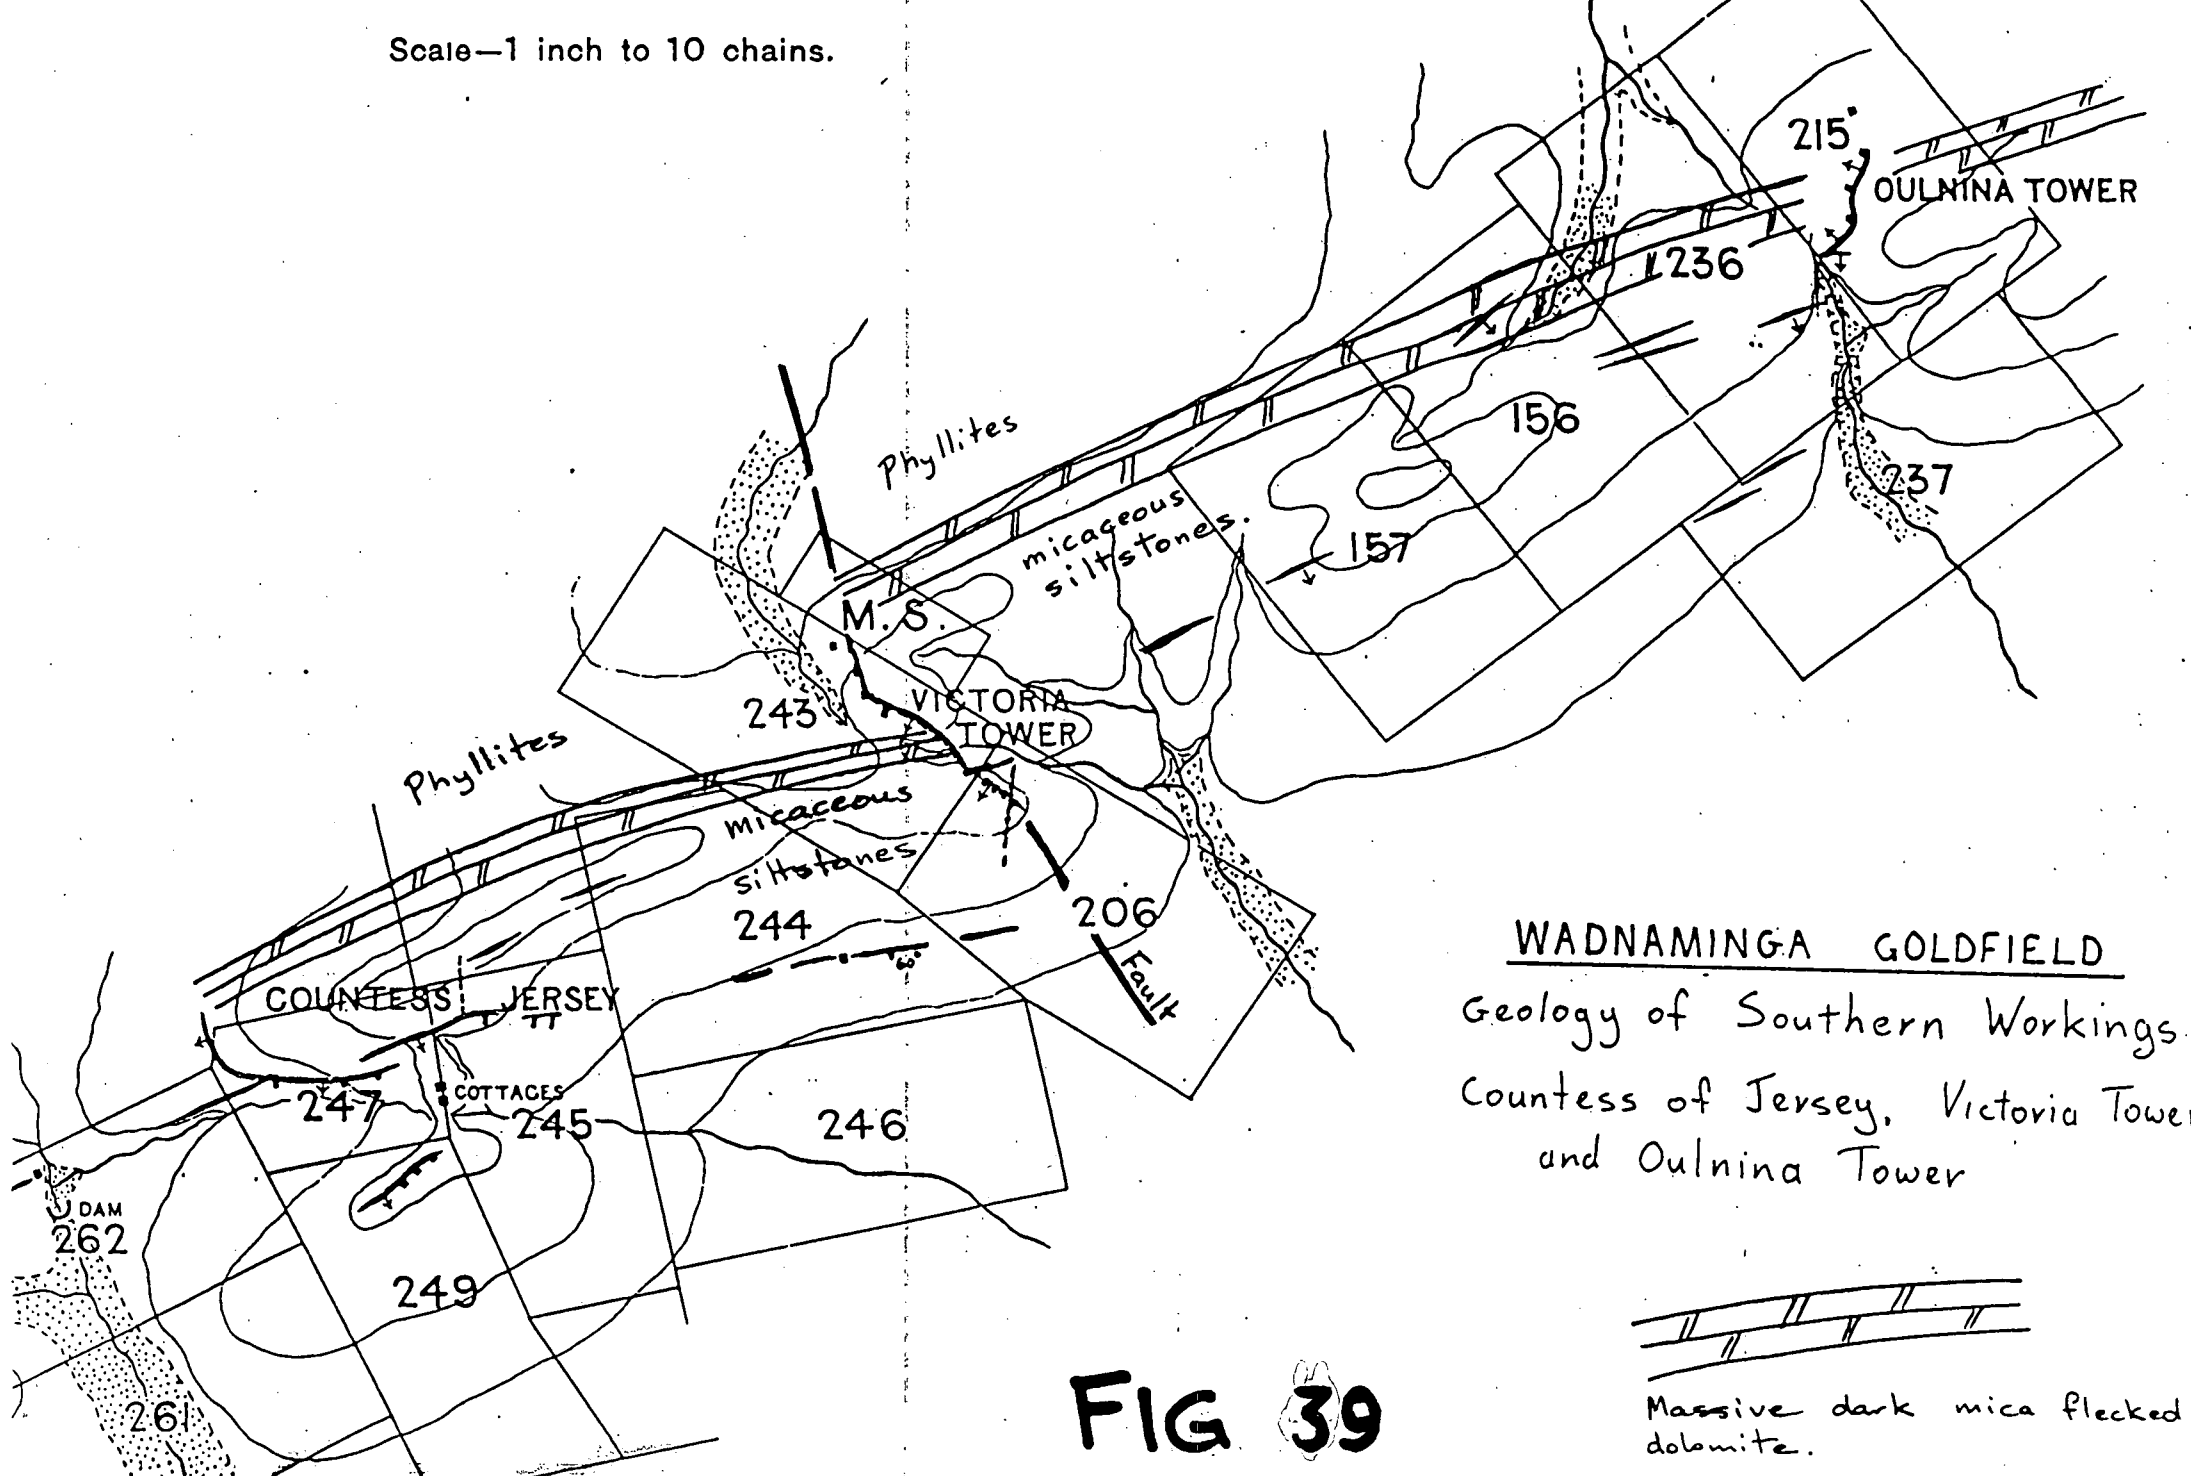 Scale—1 inch to 10 chains.
215
OULNINA TOWER
236
Phyllites
156
237
micaceous
siltstones.
157
M. S.
243
VICTORIA
TOWER
Phyllites
micaceous
siltstones
244
206
Fault
60°
COUNTESS JERSEY
COTTAGES
247
245
246
DAM
262
249
261
WADNAMINGA GOLDFIELD
Geology of Southern Workings.
Countess of Jersey, Victoria Tower
and Oulnina Tower
FIG 39
Massive dark mica flecked
dolomite.